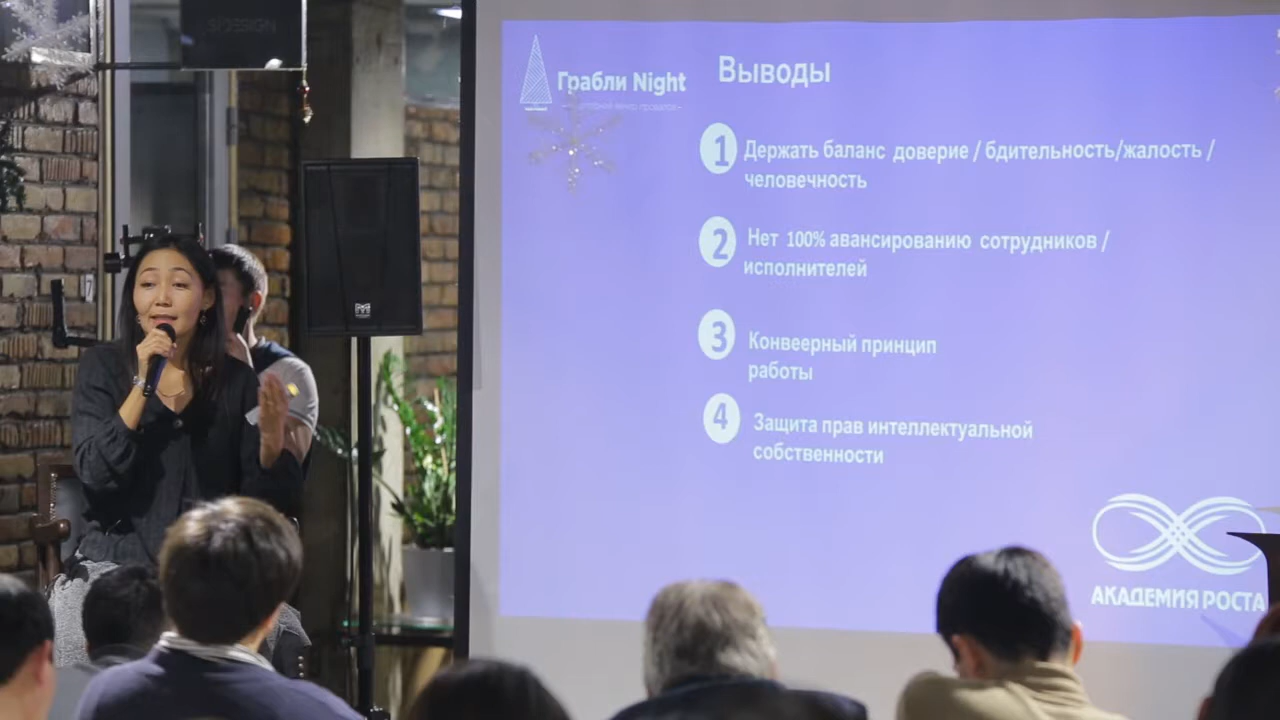 Грабли Night
Выводы
1
Держать баланс доверие / бдительность/жалость /
человечность
2
Нет 100% авансированию сотрудников /
исполнителей
3
Конвеерный принцип
работы
4
Защита прав интеллектуальной
собственности
АКАДЕМИЯ РОСТА